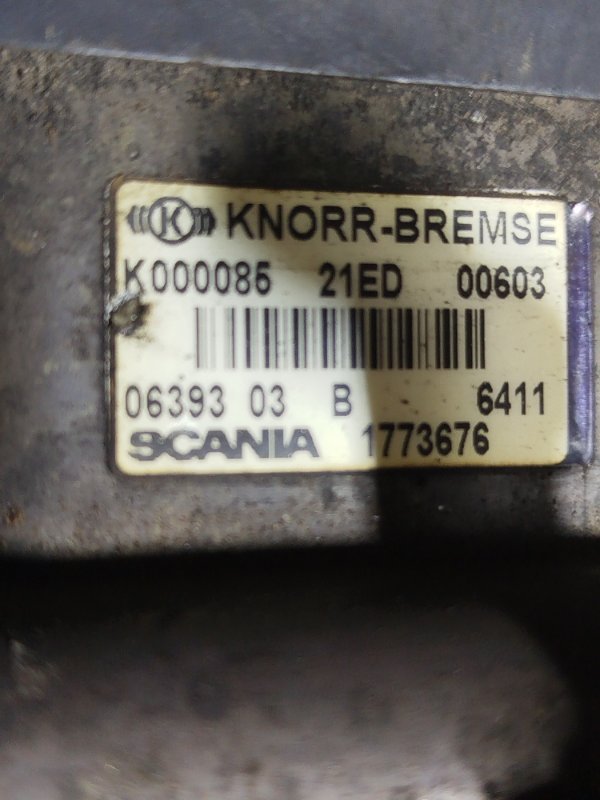 K KNORR-BREMSE
K000085 21ED 00603
06393 03 B 6411
SCANIA 1773676